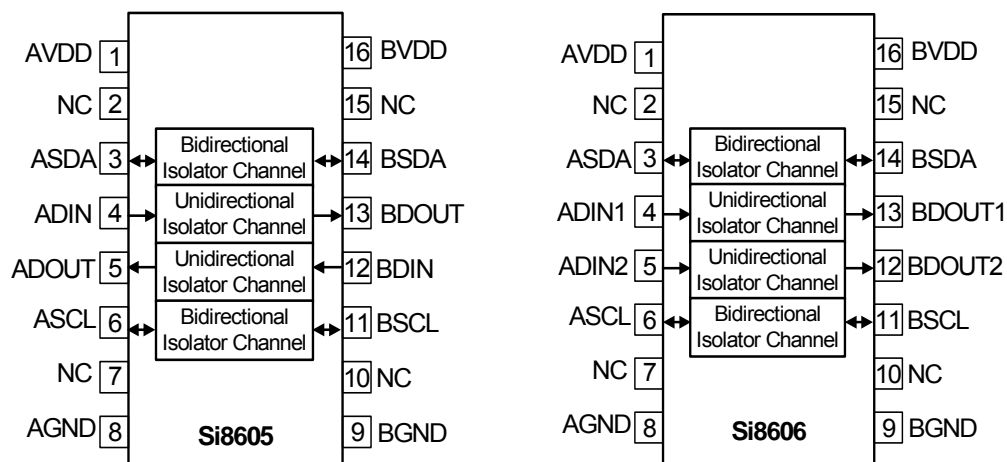 AVDD 1 16 BVDD
NC 2 15 NC
ASDA 3 Bidirectional Isolator Channel 14 BSDA
ADIN 4 Unidirectional Isolator Channel 13 BDOUT
ADOUT 5 Unidirectional Isolator Channel 12 BDIN
ASCL 6 Bidirectional Isolator Channel 11 BSCL
NC 7 10 NC
AGND 8 Si8605 9 BGND
AVDD 1 16 BVDD
NC 2 15 NC
ASDA 3 Bidirectional Isolator Channel 14 BSDA
ADIN1 4 Unidirectional Isolator Channel 13 BDOUT1
ADIN2 5 Unidirectional Isolator Channel 12 BDOUT2
ASCL 6 Bidirectional Isolator Channel 11 BSCL
NC 7 10 NC
AGND 8 Si8606 9 BGND